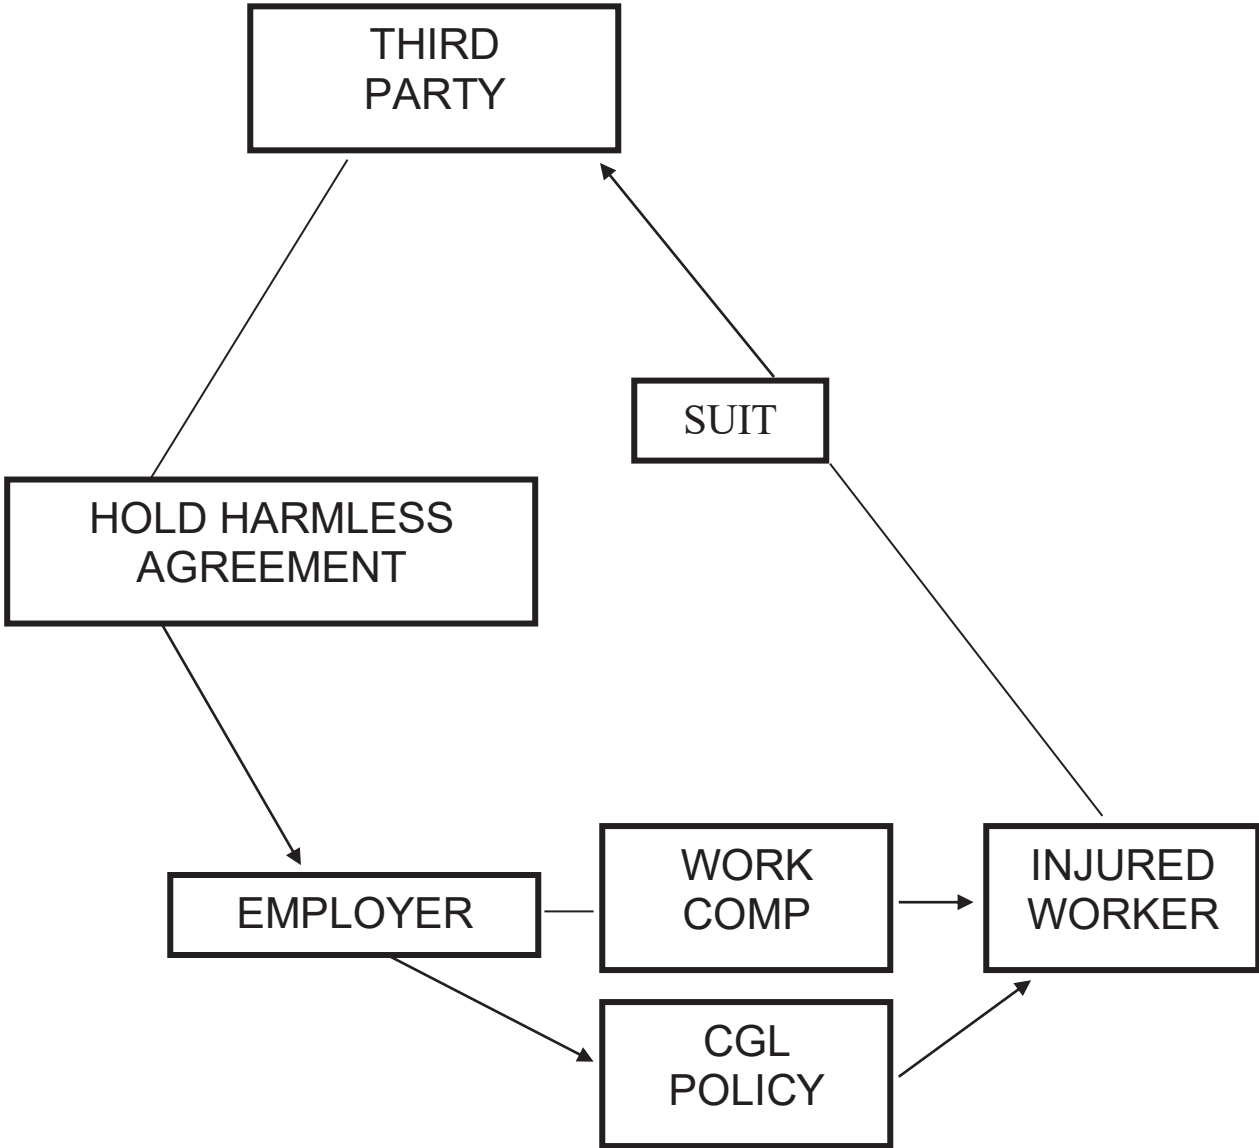 THIRD
PARTY
SUIT
HOLD HARMLESS
AGREEMENT
EMPLOYER
WORK
COMP
INJURED
WORKER
CGL
POLICY